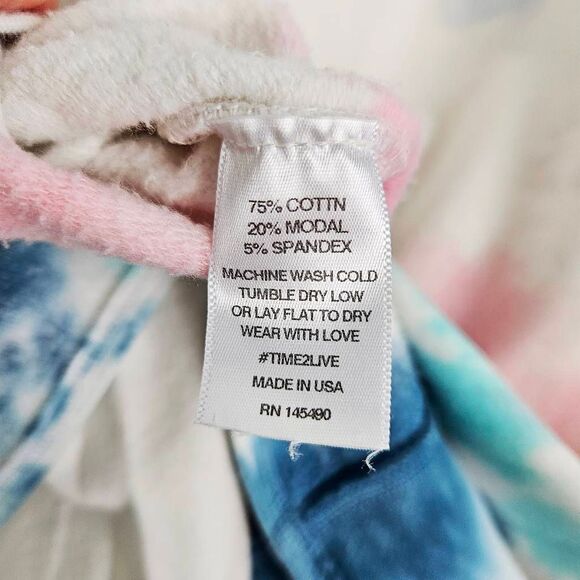 75% COTTN
20% MODAL
5% SPANDEX
MACHINE WASH COLD
TUMBLE DRY LOW
OR LAY FLAT TO DRY
WEAR WITH LOVE
#TIME2LIVE
MADE IN USA
RN 145490